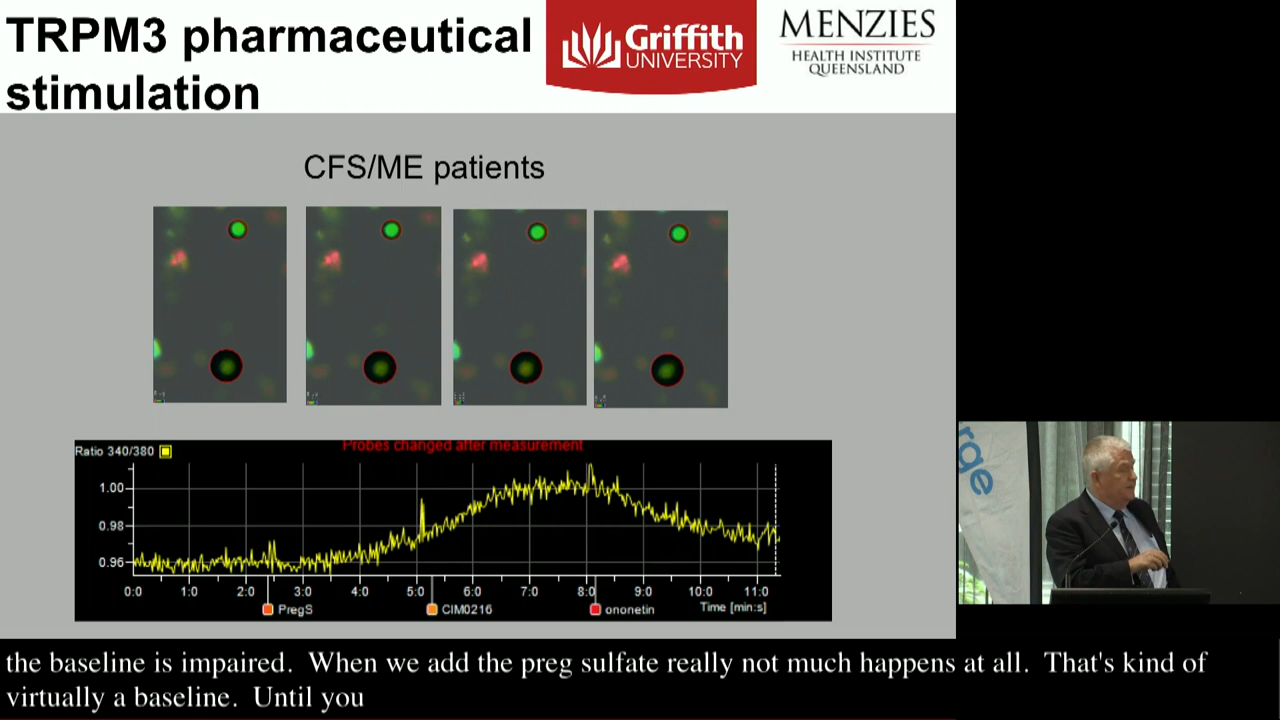 TRPM3 pharmaceutical
stimulation
Griffith
UNIVERSITY
MENZIES
HEALTH INSTITUTE
QUEENSLAND
CFS/ME patients
Probes changed after measurement
Ratio 340/380
1.00
0.98
0.96
0:0 1:0 2:0 3:0 4:0 5:0 6:0 7:0 8:0 9:0 10:0 11:0
PregS CIM0216 ononetin Time [min:s]
rge
the baseline is impaired. When we add the preg sulfate really not much happens at all. That's kind of
virtually a baseline. Until you